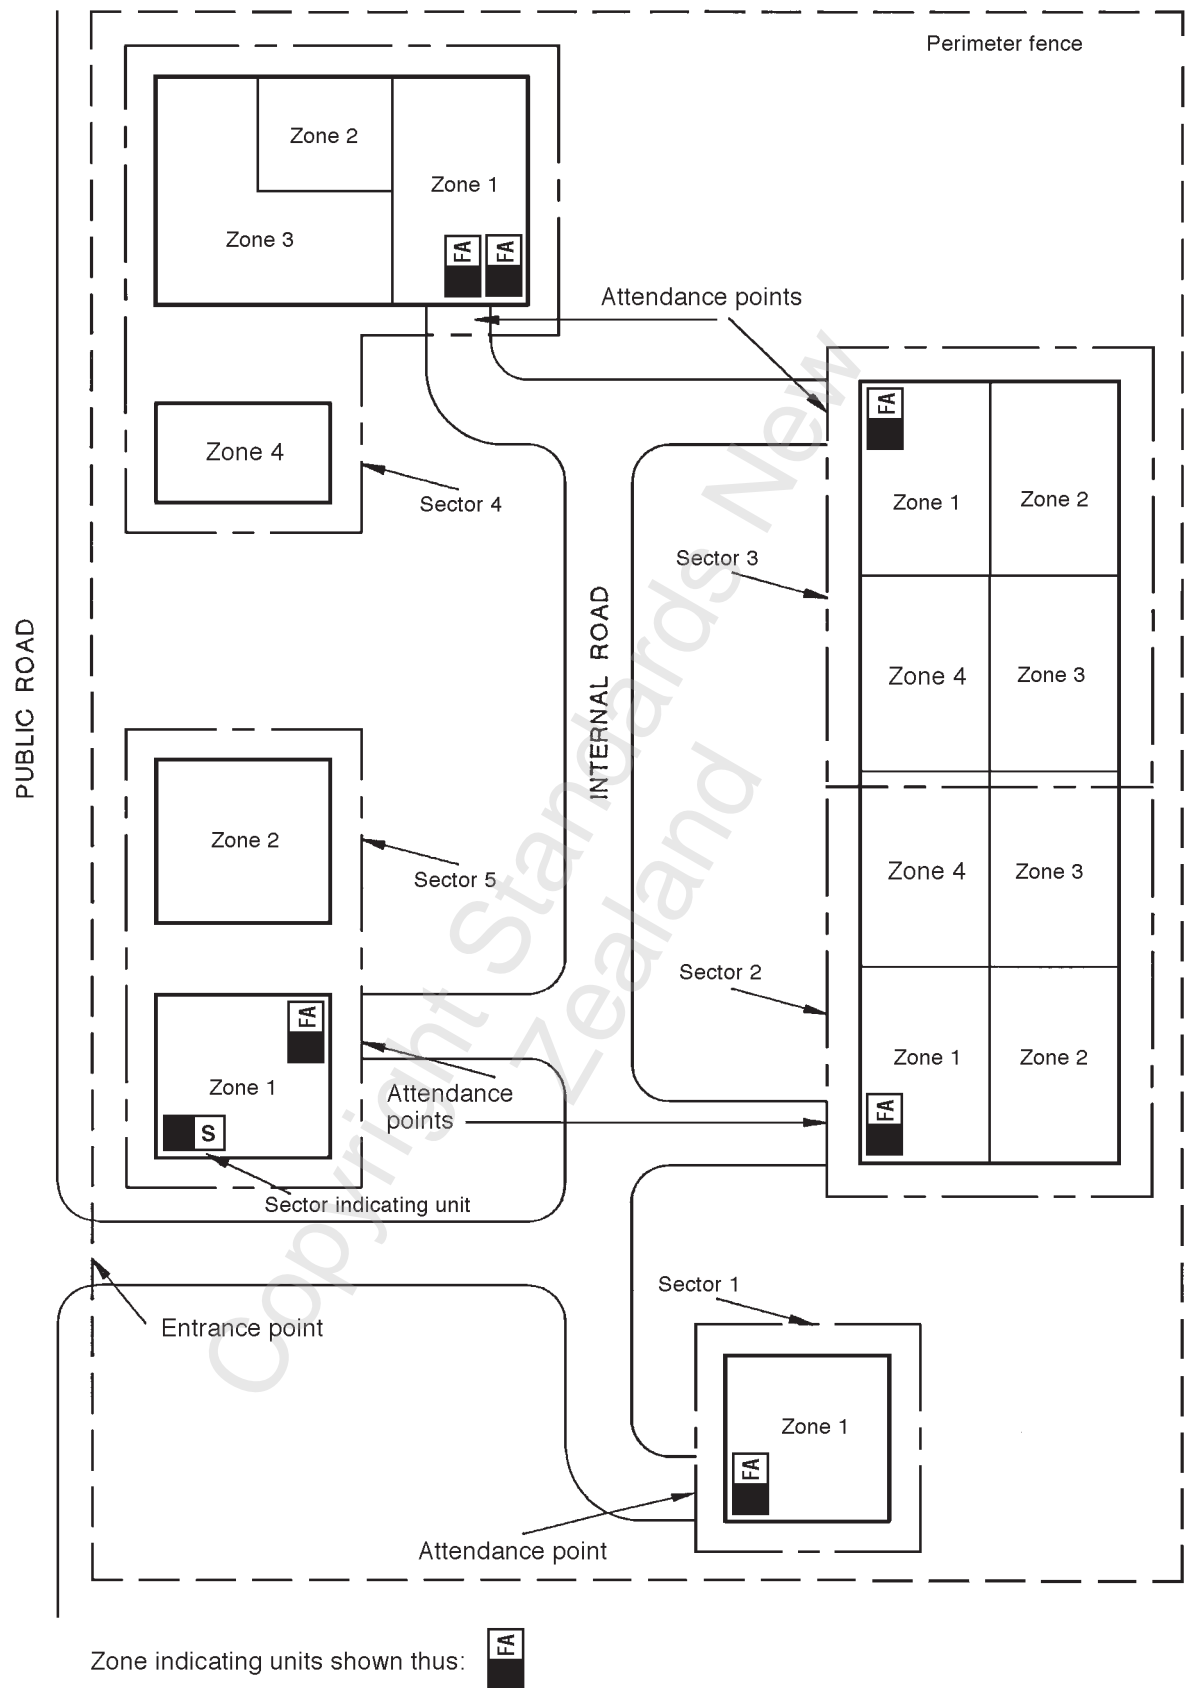 Perimeter fence
Zone 2
Zone 1
Zone 3
FA
FA
Attendance points
FA
Zone 4
Sector 4
Zone 1
Zone 2
Sector 3
PUBLIC ROAD
INTERNAL ROAD
Zone 4
Zone 3
Zone 2
Sector 5
Zone 4
Zone 3
Sector 2
FA
Zone 1
Attendance
points
Zone 1
Zone 2
FA
S
Sector indicating unit
Sector 1
Entrance point
Zone 1
FA
Attendance point
Zone indicating units shown thus:
FA
Copyright Standards New
Zealand